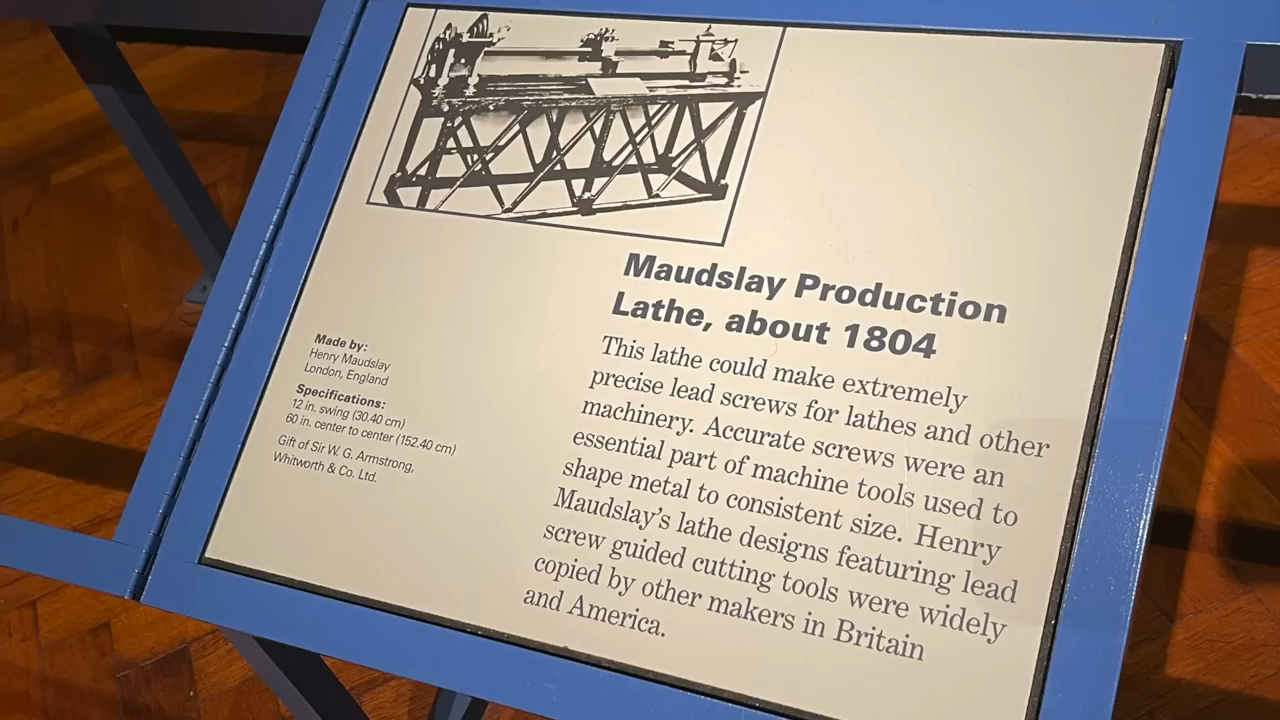 Maudslay Production
Lathe, about 1804
This lathe could make extremely
precise lead screws for lathes and other
machinery. Accurate screws were an
essential part of machine tools used to
shape metal to consistent size. Henry
Maudslay's lathe designs featuring lead
screw guided cutting tools were widely
copied by other makers in Britain
and America.
Made by:
Henry Maudslay
London, England
Specifications:
12 in. swing (30.40 cm)
60 in. center to center (152.40 cm)
Gift of Sir W. G. Armstrong,
Whitworth & Co. Ltd.